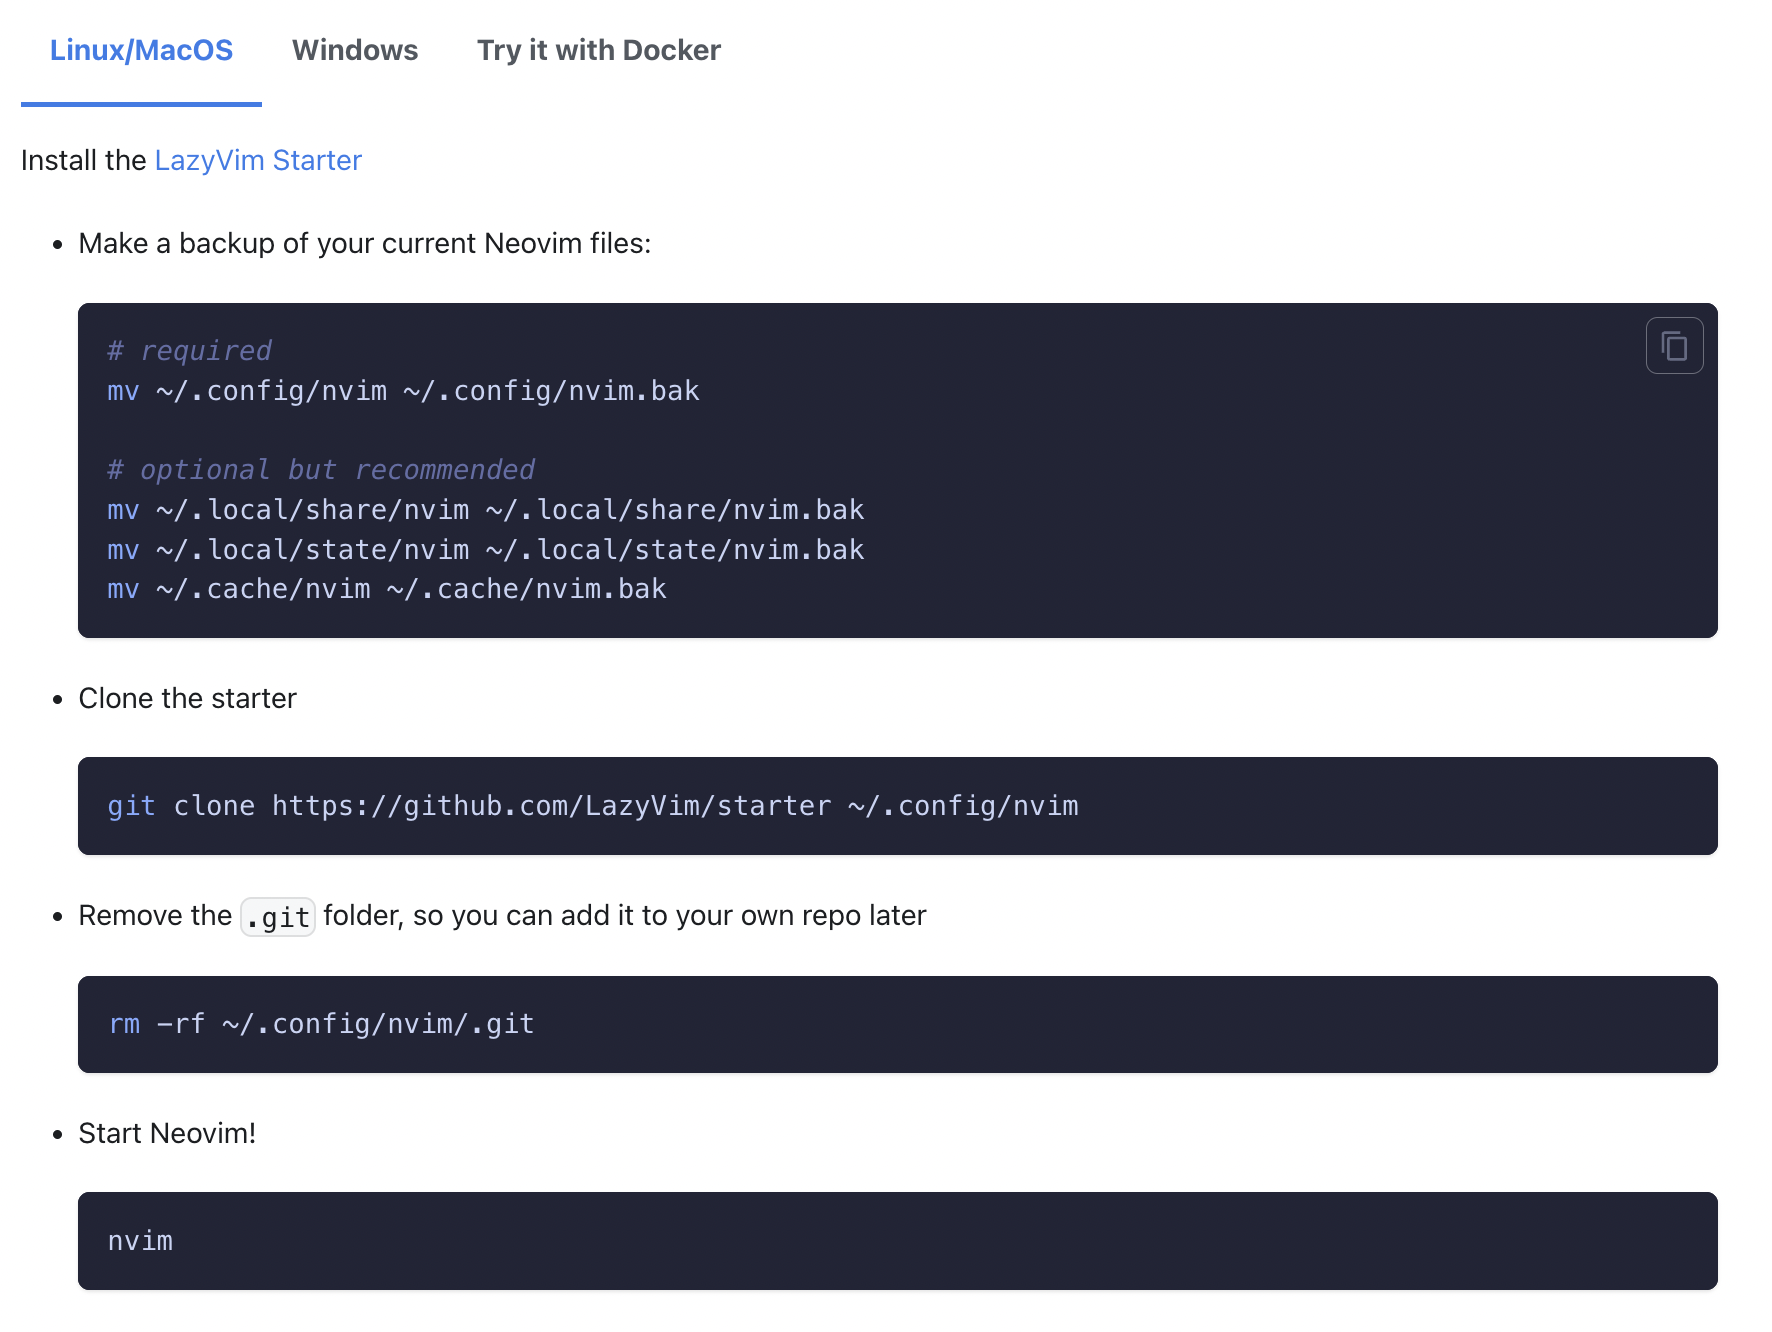 Linux/MacOS Windows Try it with Docker
Install the LazyVim Starter
• Make a backup of your current Neovim files:
# required
mv ~/.config/nvim ~/.config/nvim.bak
# optional but recommended
mv ~/.local/share/nvim ~/.local/share/nvim.bak
mv ~/.local/state/nvim ~/.local/state/nvim.bak
mv ~/.cache/nvim ~/.cache/nvim.bak
• Clone the starter
git clone https://github.com/LazyVim/starter ~/.config/nvim
• Remove the .git folder, so you can add it to your own repo later
rm -rf ~/.config/nvim/.git
• Start Neovim!
nvim